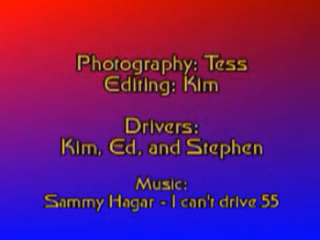 Photography: Tess
Editing: Kim
Drivers:
Kim, Ed, and Stephen
Music:
Sammy Hagar - I can't drive 55